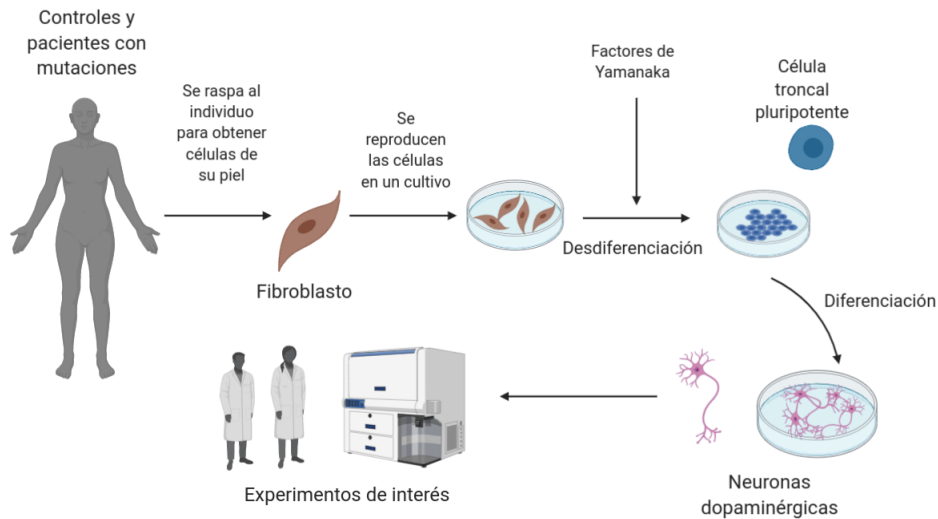 Controles y
pacientes con
mutaciones
Se raspa al
individuo
para obtener
células de
su piel
Fibroblasto
Se
reproducen
las células
en un cultivo
Factores de
Yamanaka
Desdiferenciación
Célula
troncal
pluripotente
Diferenciación
Neuronas
dopaminérgicas
Experimentos de interés